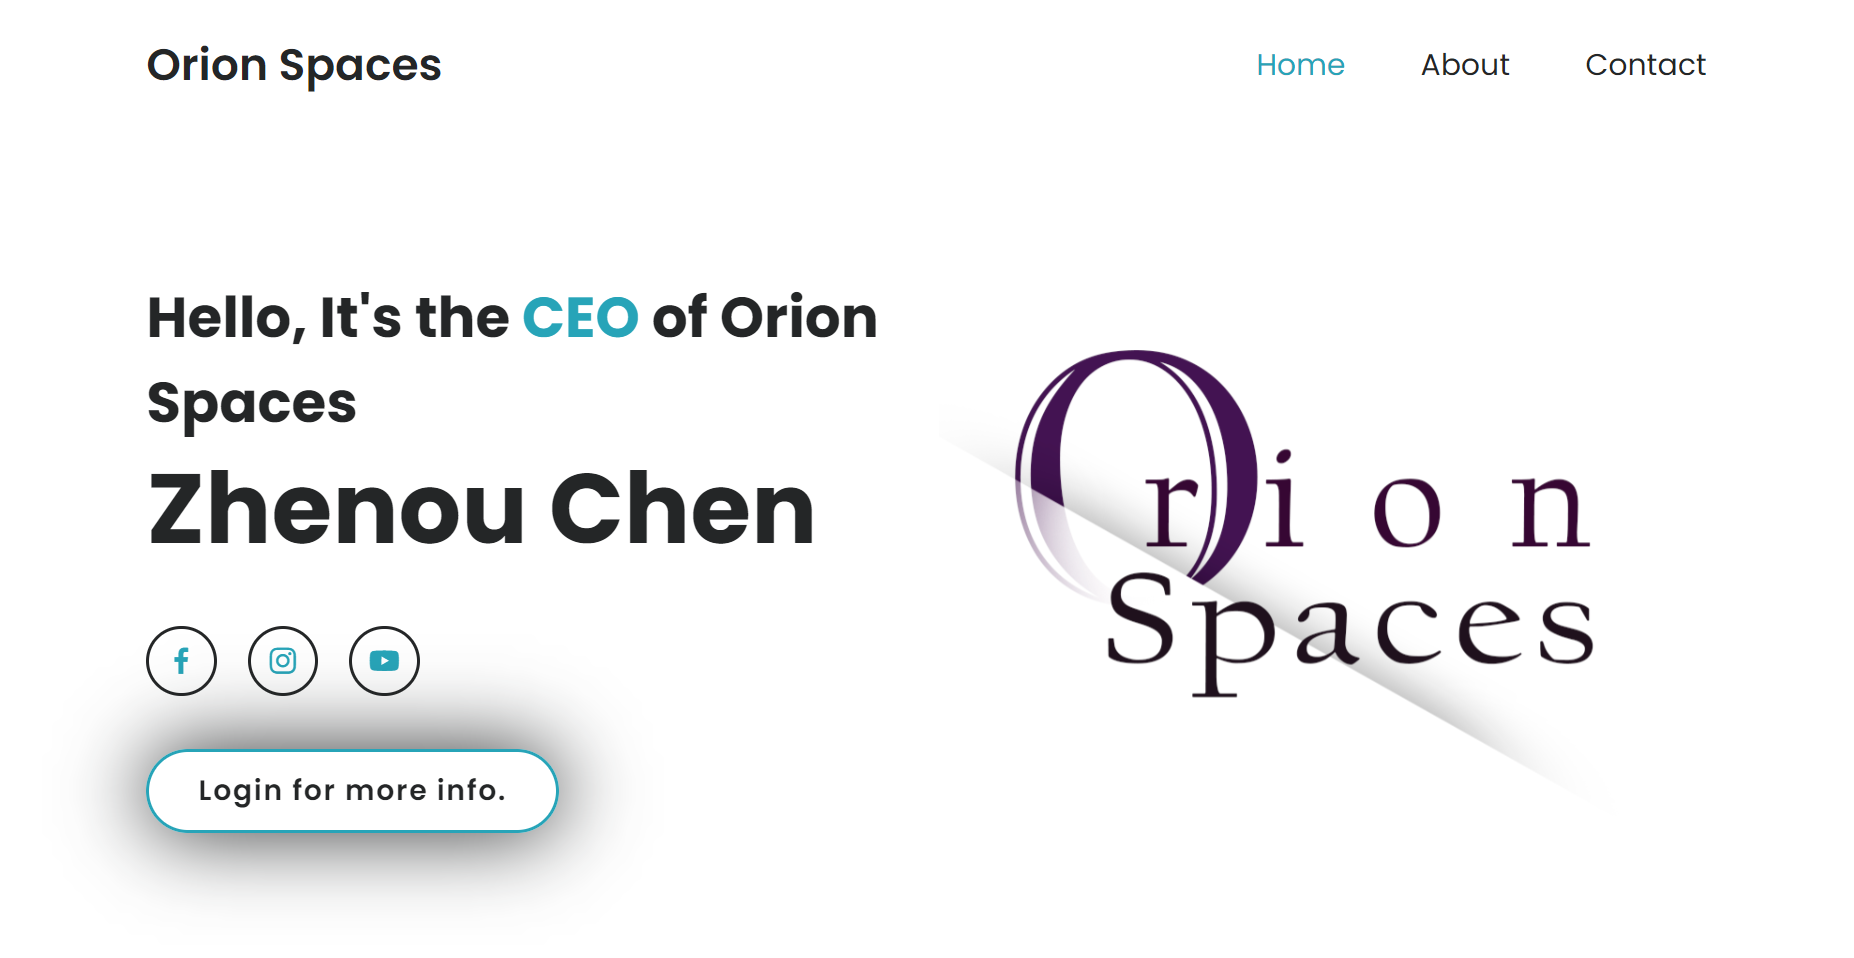 Orion Spaces
Home About Contact
Hello, It's the CEO of Orion
Spaces
Zhenou Chen
Login for more info.
Orion
Spaces